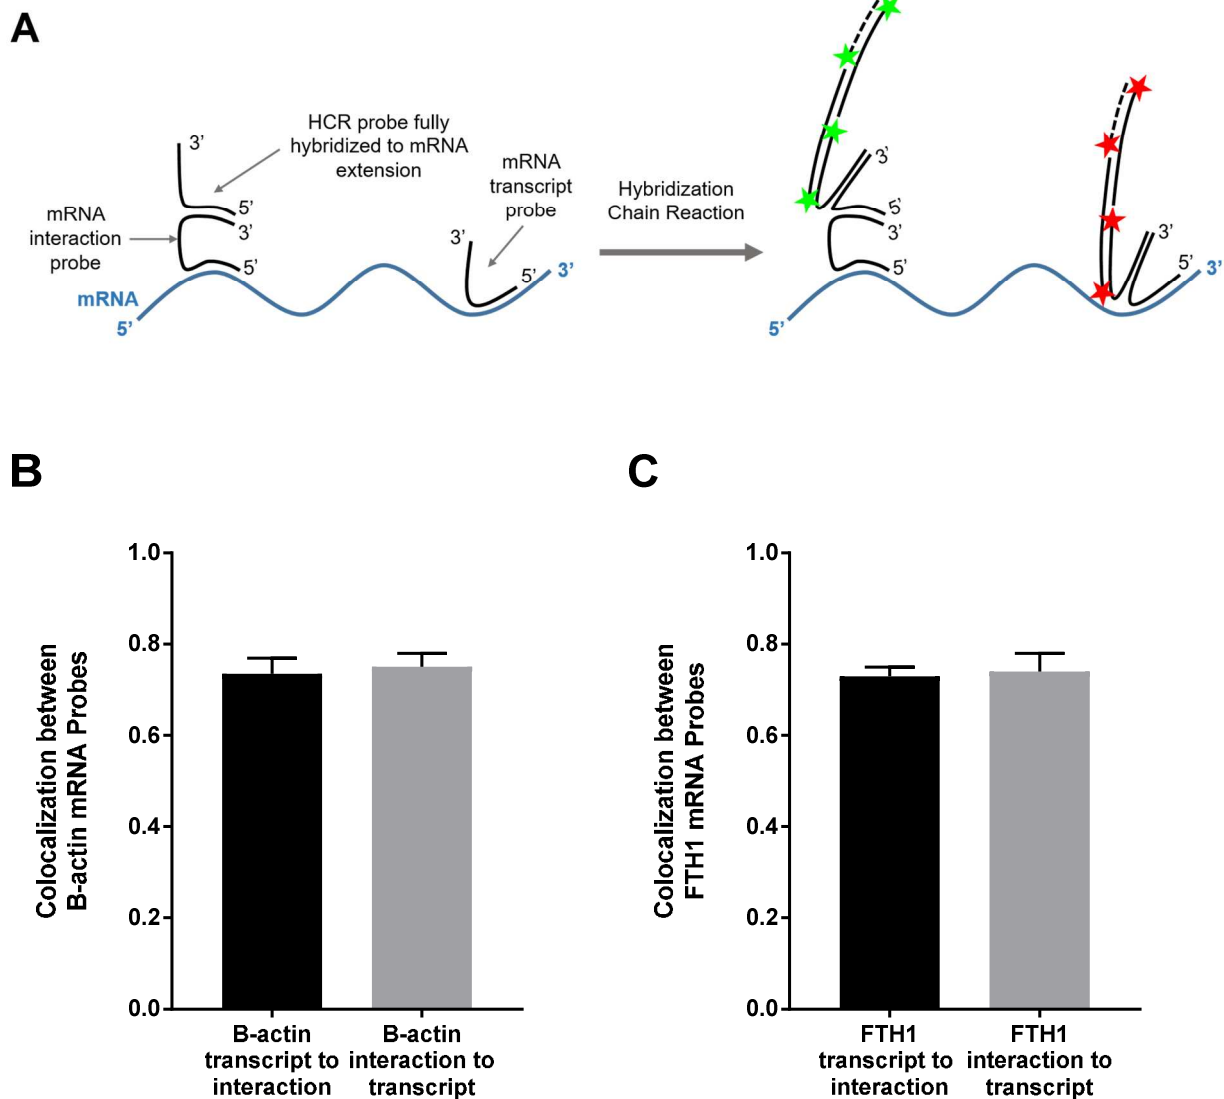 A
3’
HCR probe fully
hybridized to mRNA
extension
mRNA
interaction
probe
5’
3’
5’
mRNA
5’
mRNA
transcript
probe
3’
5’
3’
Hybridization
Chain Reaction
3’
5’
3’
5’
5’
3’
5’
3’
B
Colocalization between
B-actin mRNA Probes
1.0
0.8
0.6
0.4
0.2
0.0
B-actin
transcript to
interaction
B-actin
interaction to
transcript
C
Colocalization between
FTH1 mRNA Probes
1.0
0.8
0.6
0.4
0.2
0.0
FTH1
transcript to
interaction
FTH1
interaction to
transcript